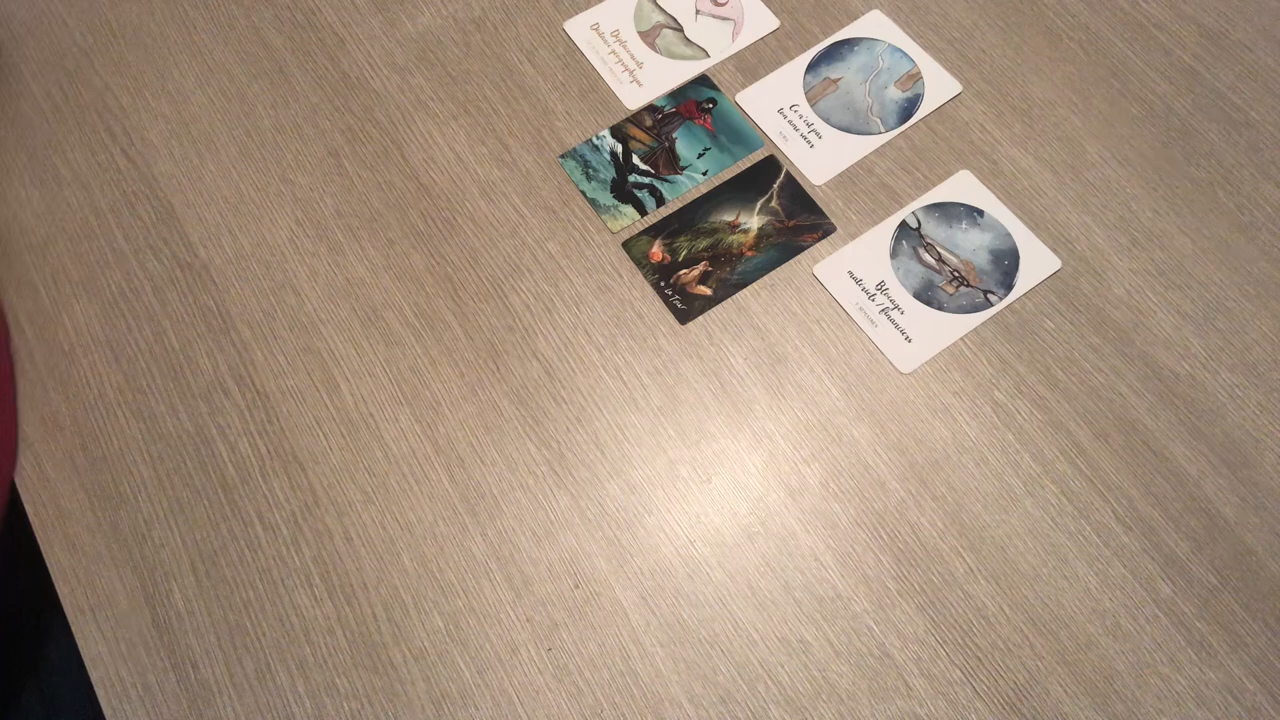 Déplacements
Distance géographique
Ce n'est pas
ton âme sœur
Blocages
matériels / financiers
La Tour